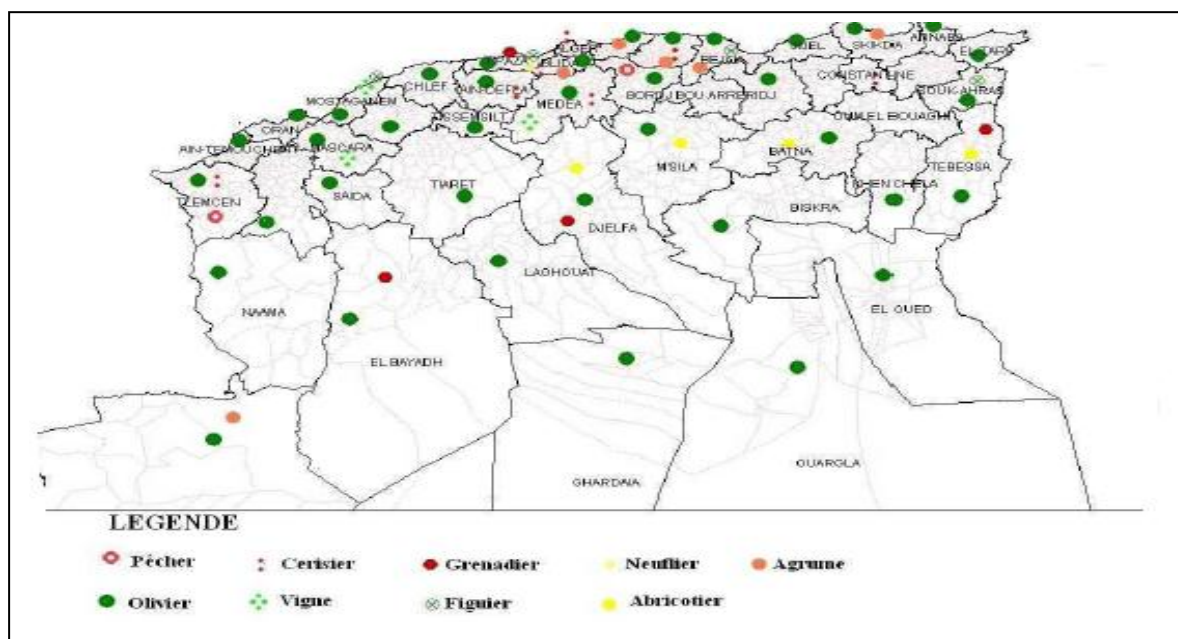 ALGER
JIJEL
SKIKDA
ANNABA
EL TARF
BLIDA
BEJAIA
CHLEF
AIN-DEFLA
CONSTANTINE
MOSTAGANEM
MEDEA
BORDJ BOU ARRERIDJ
SOUK-AHRAS
TISSEMSILT
OUM EL BOUAGHI
ORAN
AIN-TEMOUCHENT
MASCARA
BATNA
M'SILA
TEBESSA
TIARET
KHENCHELA
SAIDA
TLEMCEN
BISKRA
DJELFA
LAGHOUAT
EL OUED
NAAMA
EL BAYADH
OUARGLA
GHARDAIA
LEGENDE
Pêcher Cerisier Grenadier Neuflier Agrume
Olivier Vigne Figuier Abricotier